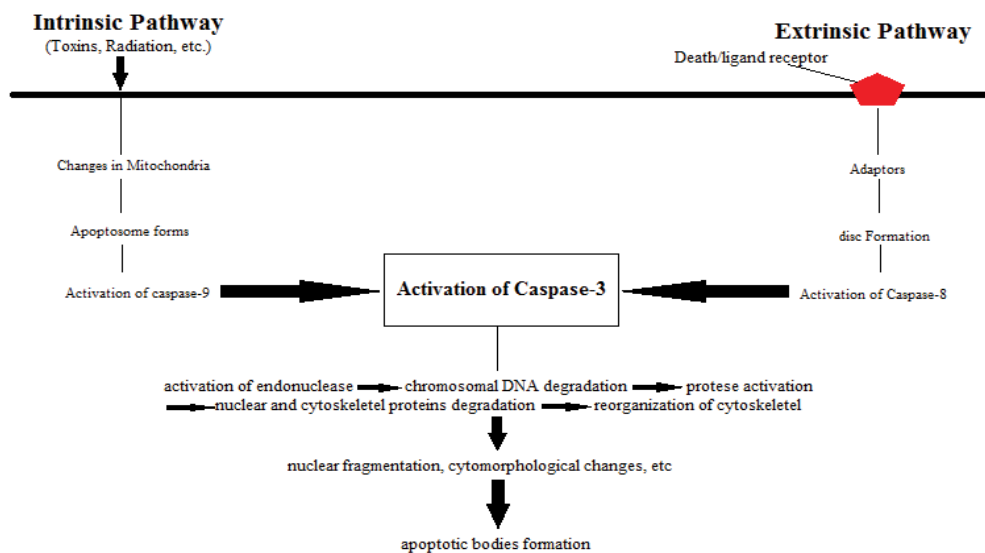 Intrinsic Pathway
(Toxins, Radiation, etc.)
Extrinsic Pathway
Death/ligand receptor
Changes in Mitochondria
Adaptors
Apoptosome forms
disc Formation
Activation of caspase-9
Activation of Caspase-3
Activation of Caspase-8
activation of endonuclease chromosomal DNA degradation protese activation
nuclear and cytoskeletel proteins degradation reorganization of cytoskeletel
nuclear fragmentation, cytomorphological changes, etc
apoptotic bodies formation